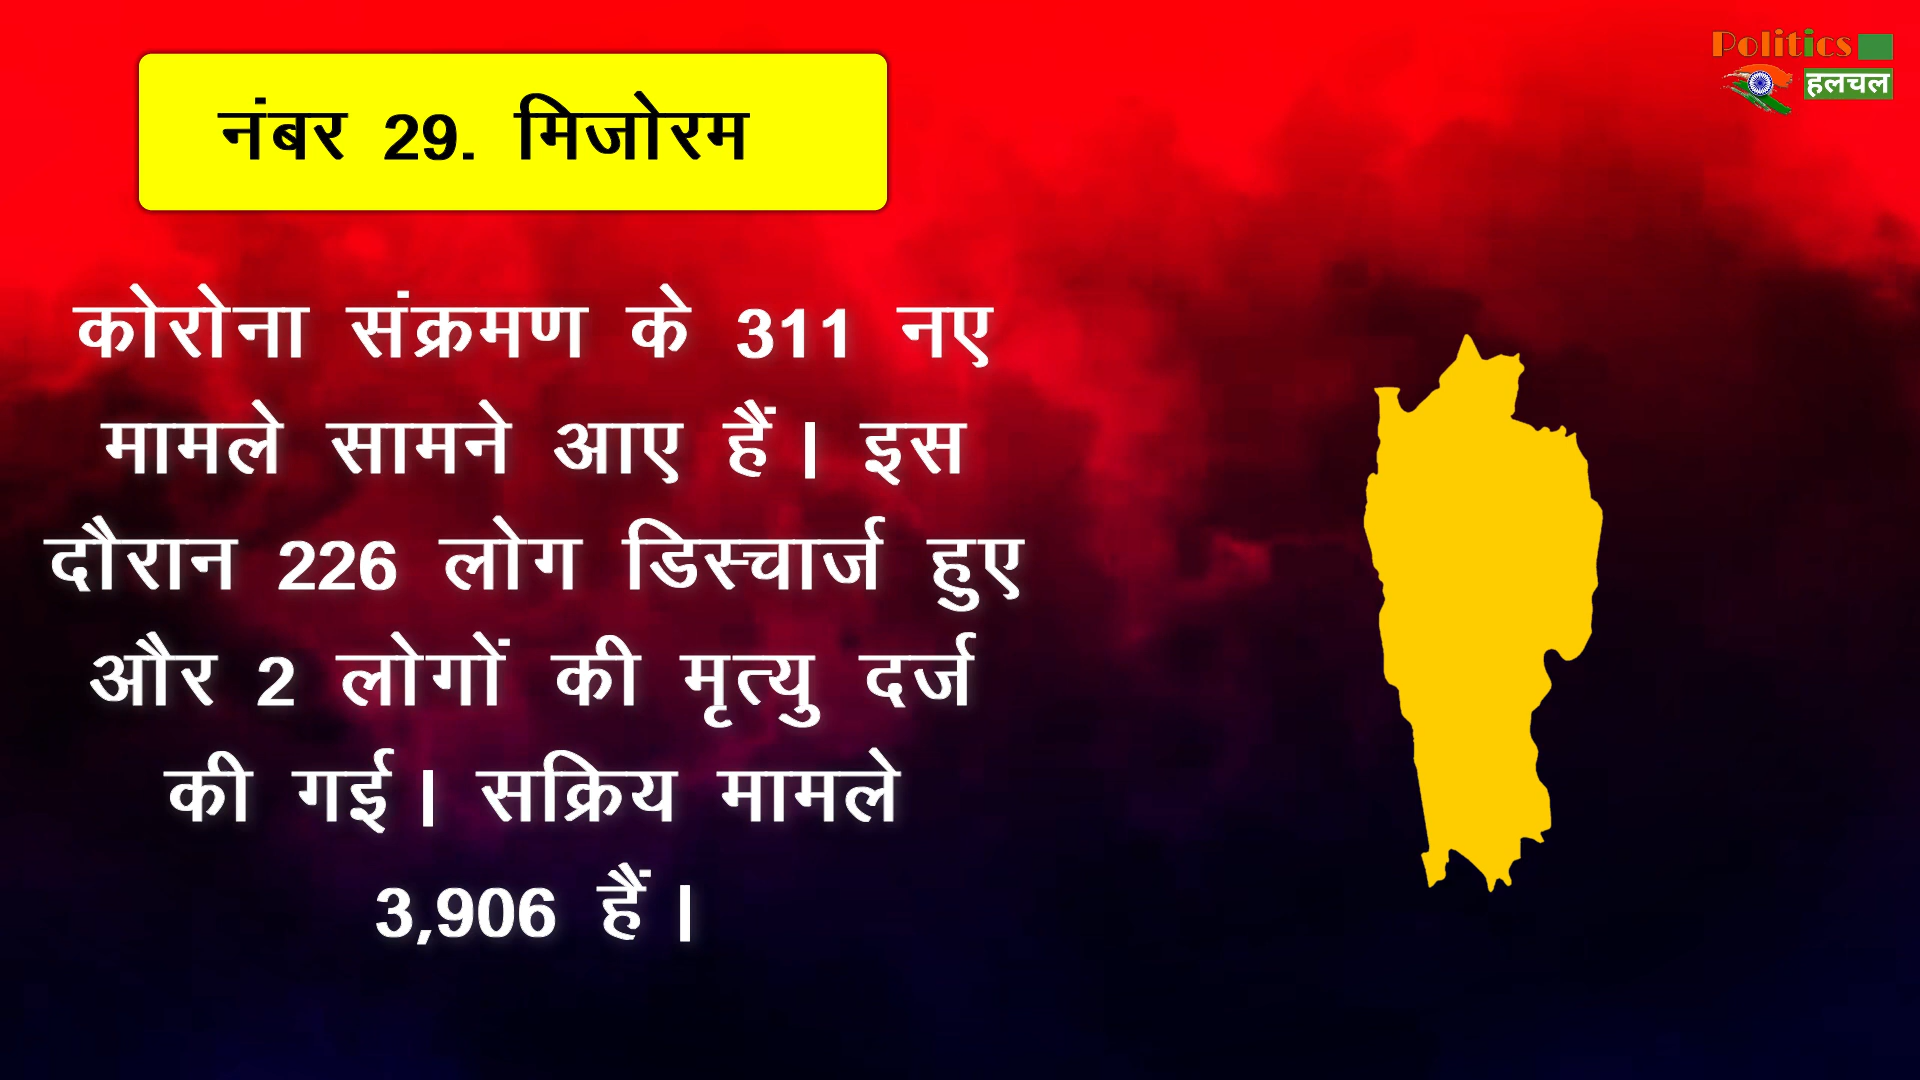 Politics
हलचल
नंबर 29. मिजोरम
कोरोना संक्रमण के 311 नए
मामले सामने आए हैं। इस
दौरान 226 लोग डिस्चार्ज हुए
और 2 लोगों की मृत्यु दर्ज
की गई। सक्रिय मामले
3,906 हैं।